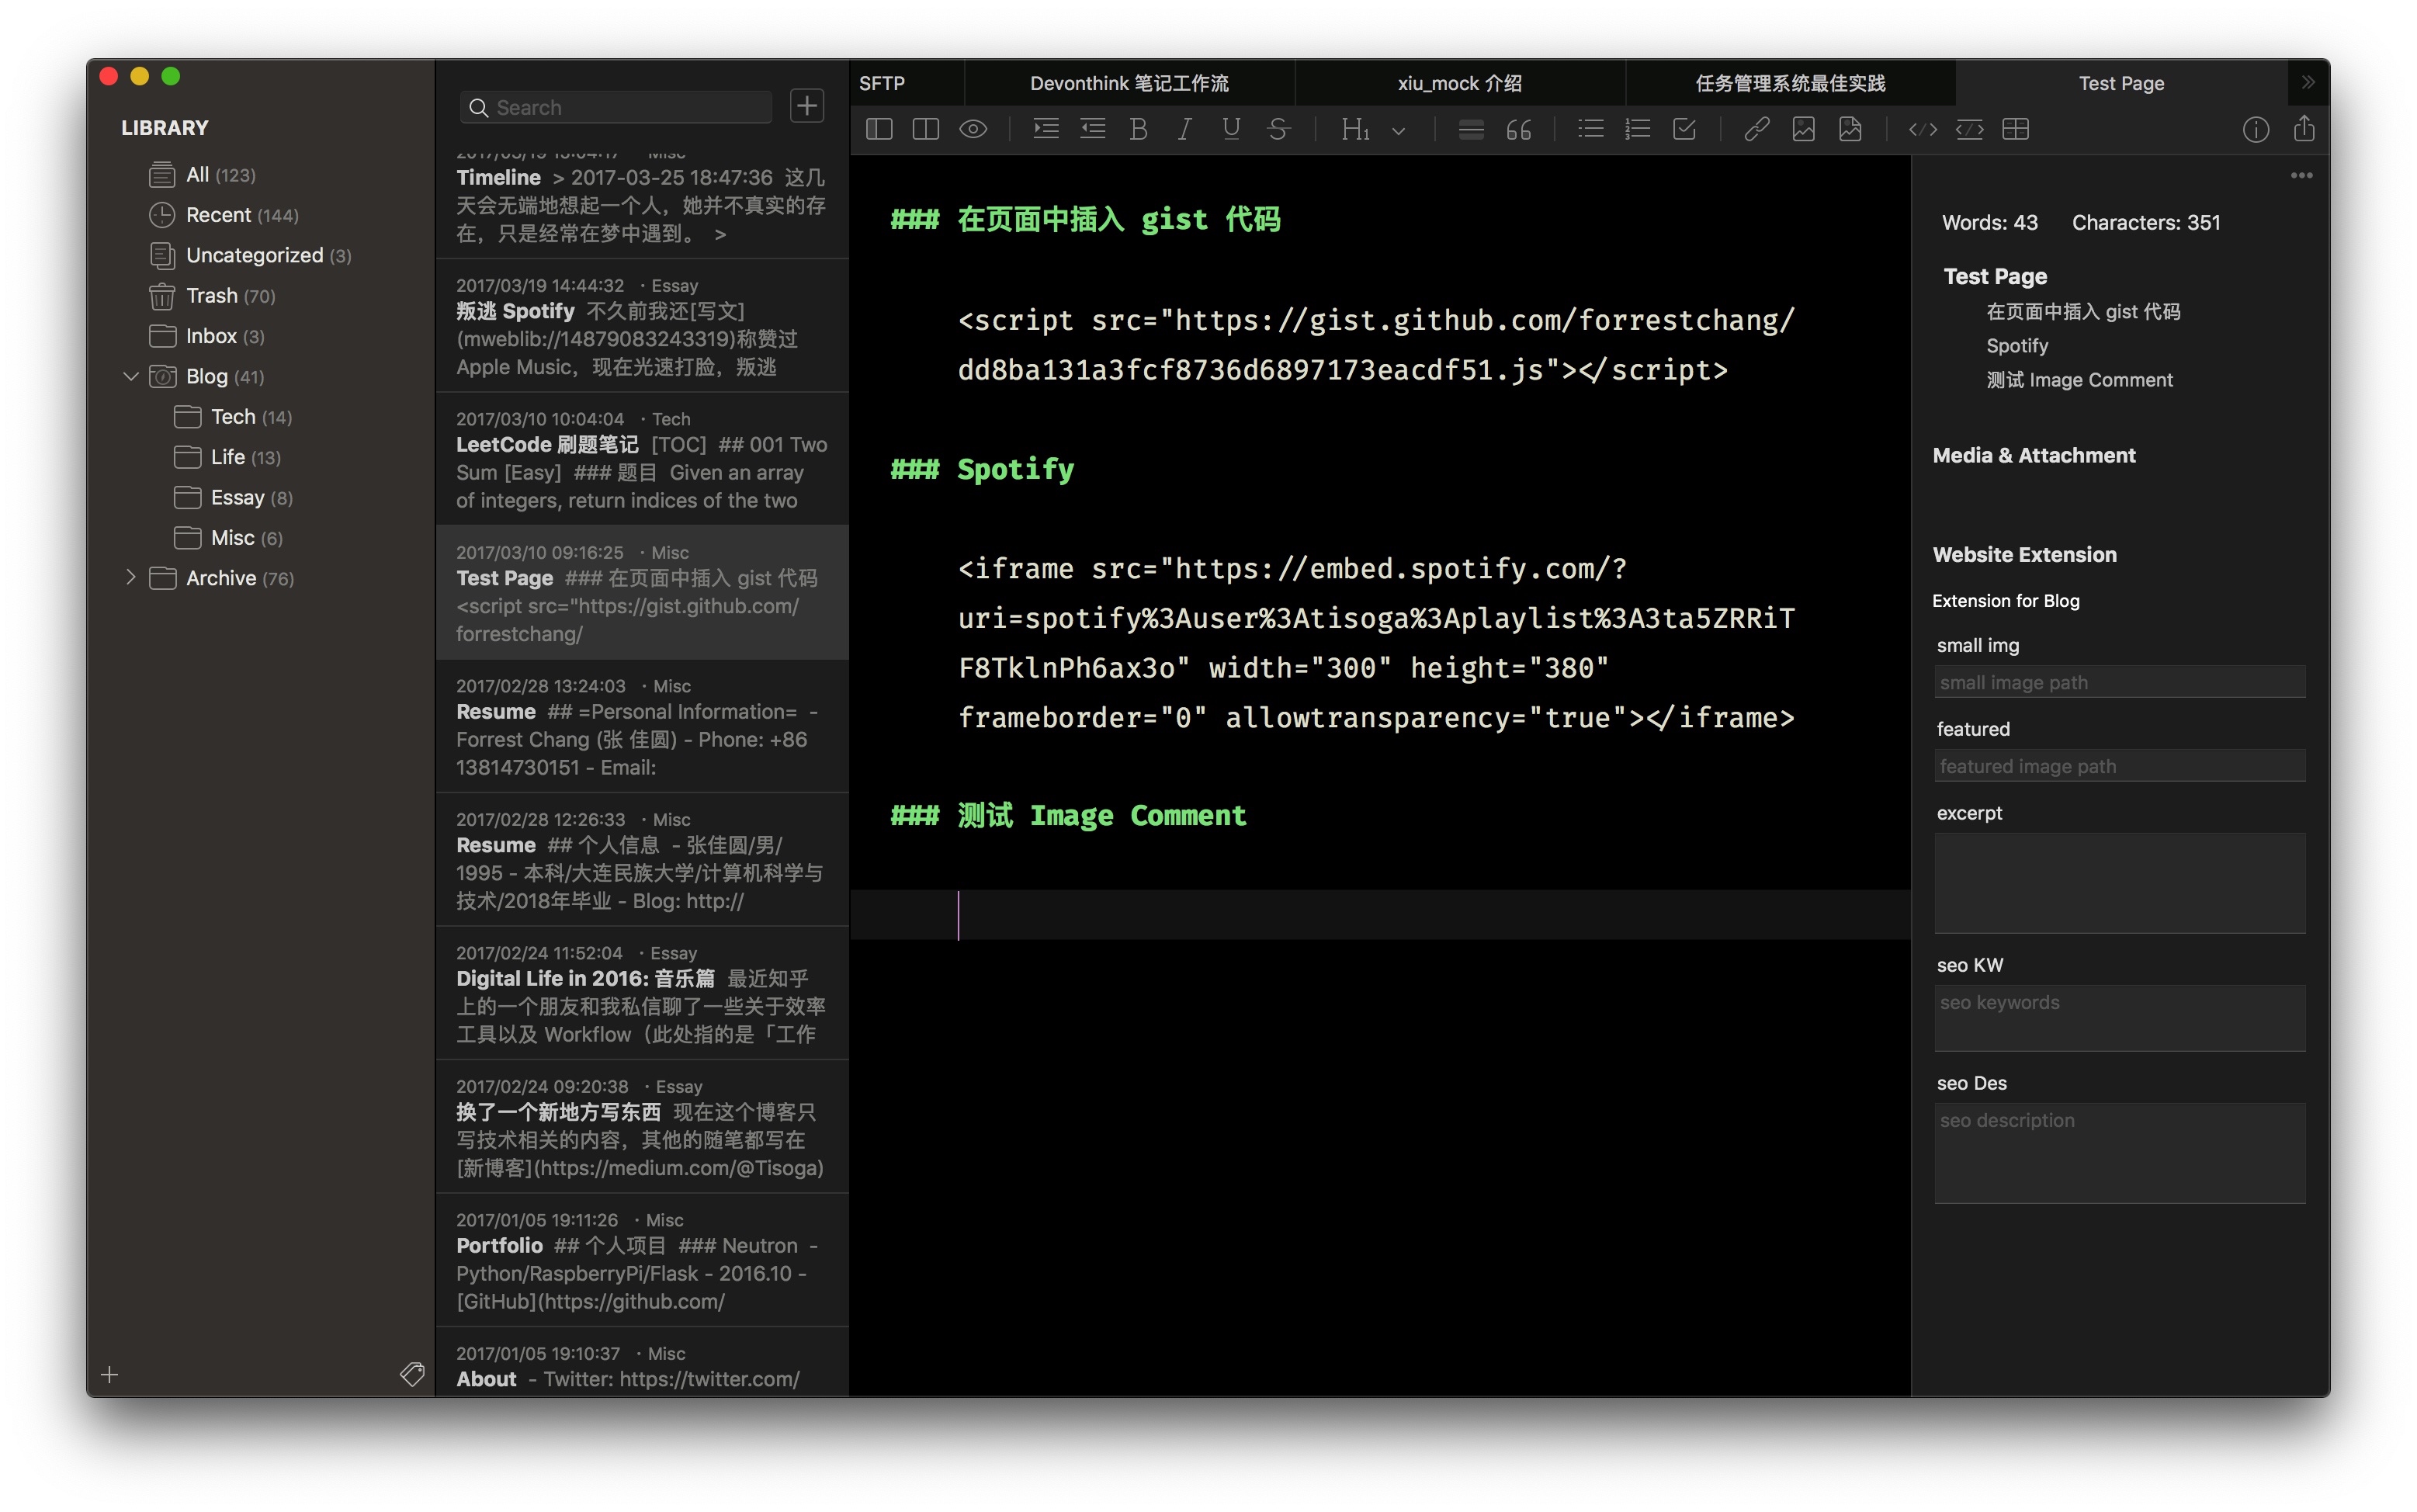 LIBRARY
All (123)
Recent (144)
Uncategorized (3)
Trash (70)
Inbox (3)
Blog (41)
Tech (14)
Life (13)
Essay (8)
Misc (6)
Archive (76)
Search
2017/03/19 15:04:17 · Misc
Timeline > 2017-03-25 18:47:36 这几
天会无端地想起一个人，她并不真实的存
在，只是经常在梦中遇到。 >
2017/03/19 14:44:32 · Essay
叛逃 Spotify 不久前我还[写文]
(mweblib://14879083243319)称赞过
Apple Music，现在光速打脸，叛逃
2017/03/10 10:04:04 · Tech
LeetCode 刷题笔记 [TOC] ## 001 Two
Sum [Easy] ### 题目 Given an array
of integers, return indices of the two
2017/03/10 09:16:25 · Misc
Test Page ### 在页面中插入 gist 代码
<script src="https://gist.github.com/
forrestchang/
2017/02/28 13:24:03 · Misc
Resume ## =Personal Information= -
Forrest Chang (张 佳圆) - Phone: +86
13814730151 - Email:
2017/02/28 12:26:33 · Misc
Resume ## 个人信息 - 张佳圆/男/
1995 - 本科/大连民族大学/计算机科学与
技术/2018年毕业 - Blog: http://
2017/02/24 11:52:04 · Essay
Digital Life in 2016: 音乐篇 最近知乎
上的一个朋友和我私信聊了一些关于效率
工具以及 Workflow（此处指的是「工作
2017/02/24 09:20:38 · Essay
换了一个新地方写东西 现在这个博客只
写技术相关的内容，其他的随笔都写在
[新博客](https://medium.com/@Tisoga)
2017/01/05 19:11:26 · Misc
Portfolio ## 个人项目 ### Neutron -
Python/RaspberryPi/Flask - 2016.10 -
[GitHub](https://github.com/
2017/01/05 19:10:37 · Misc
About - Twitter: https://twitter.com/
SFTP
Devonthink 笔记工作流
xiu_mock 介绍
任务管理系统最佳实践
Test Page
### 在页面中插入 gist 代码
<script src="https://gist.github.com/forrestchang/
dd8ba131a3fcf8736d6897173eacdf51.js"></script>
### Spotify
<iframe src="https://embed.spotify.com/?
uri=spotify%3Auser%3Atisoga%3Aplaylist%3A3ta5ZRRiT
F8TklnPh6ax3o" width="300" height="380"
frameborder="0" allowtransparency="true"></iframe>
### 测试 Image Comment
Words: 43 Characters: 351
Test Page
在页面中插入 gist 代码
Spotify
测试 Image Comment
Media & Attachment
Website Extension
Extension for Blog
small img
small image path
featured
featured image path
excerpt
seo KW
seo keywords
seo Des
seo description